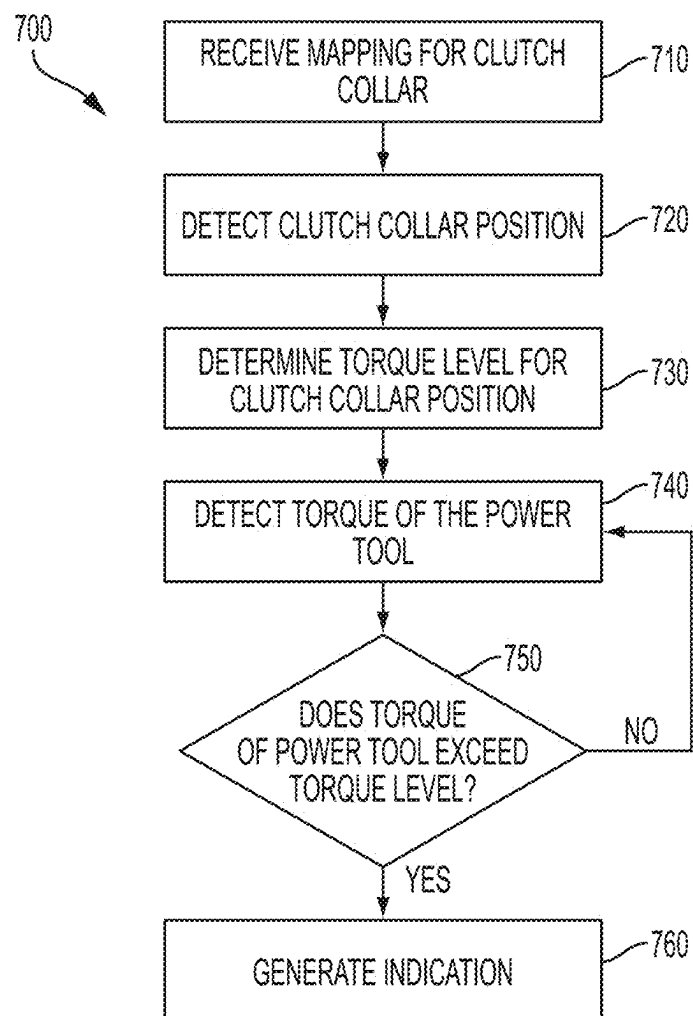 700
RECEIVE MAPPING FOR CLUTCH
COLLAR
710
DETECT CLUTCH COLLAR POSITION
720
DETERMINE TORQUE LEVEL FOR
CLUTCH COLLAR POSITION
730
DETECT TORQUE OF THE POWER
TOOL
740
750
DOES TORQUE
OF POWER TOOL EXCEED
TORQUE LEVEL?
NO
YES
GENERATE INDICATION
760